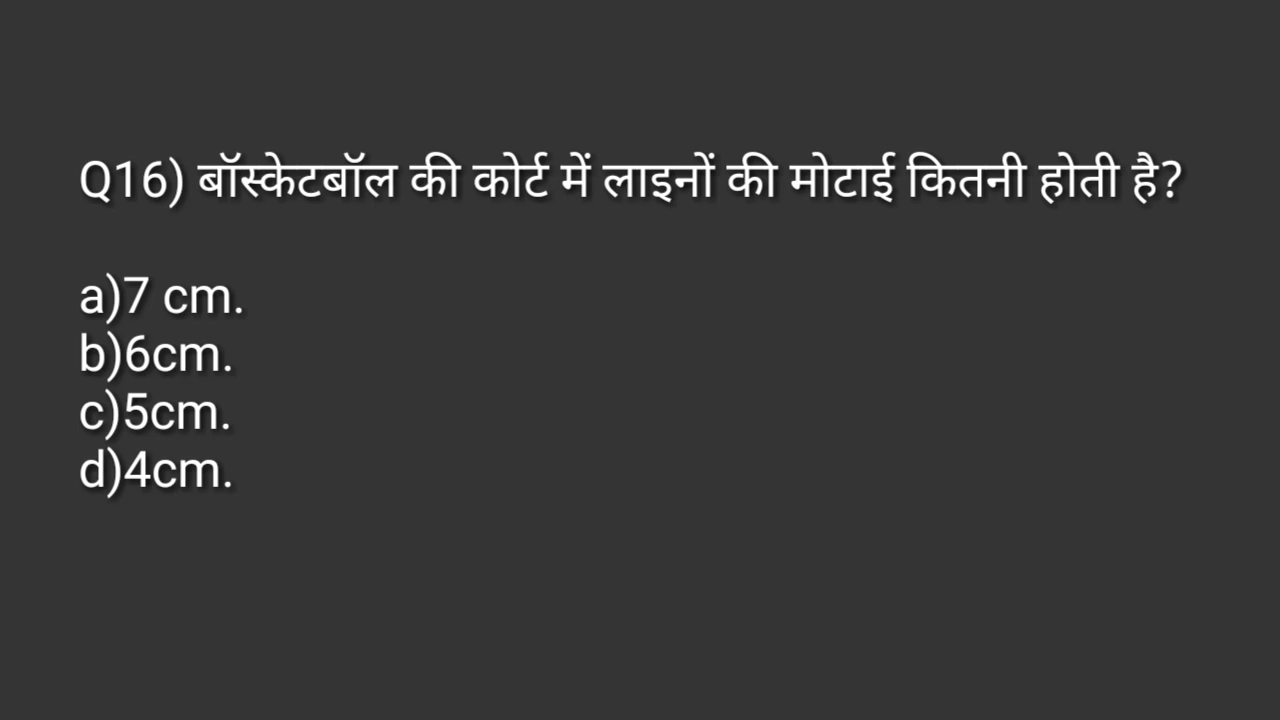 Q16) बॉस्केटबॉल की कोर्ट में लाइनों की मोटाई कितनी होती है?
a)7 cm.
b)6cm.
c)5cm.
d)4cm.